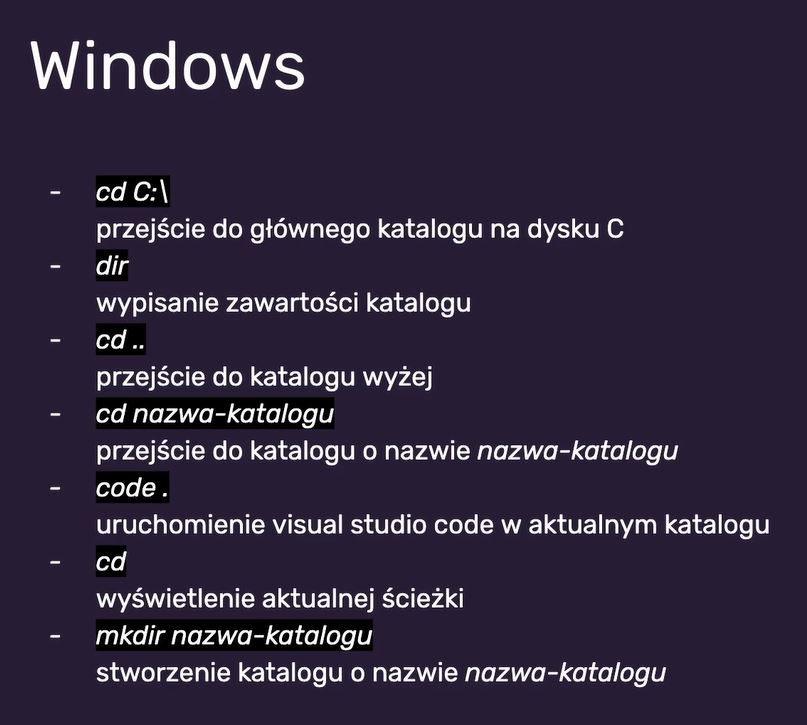 Windows
- cd C:\
przejście do głównego katalogu na dysku C
- dir
wypisanie zawartości katalogu
- cd ..
przejście do katalogu wyżej
- cd nazwa-katalogu
przejście do katalogu o nazwie nazwa-katalogu
- code .
uruchomienie visual studio code w aktualnym katalogu
- cd
wyświetlenie aktualnej ścieżki
- mkdir nazwa-katalogu
stworzenie katalogu o nazwie nazwa-katalogu